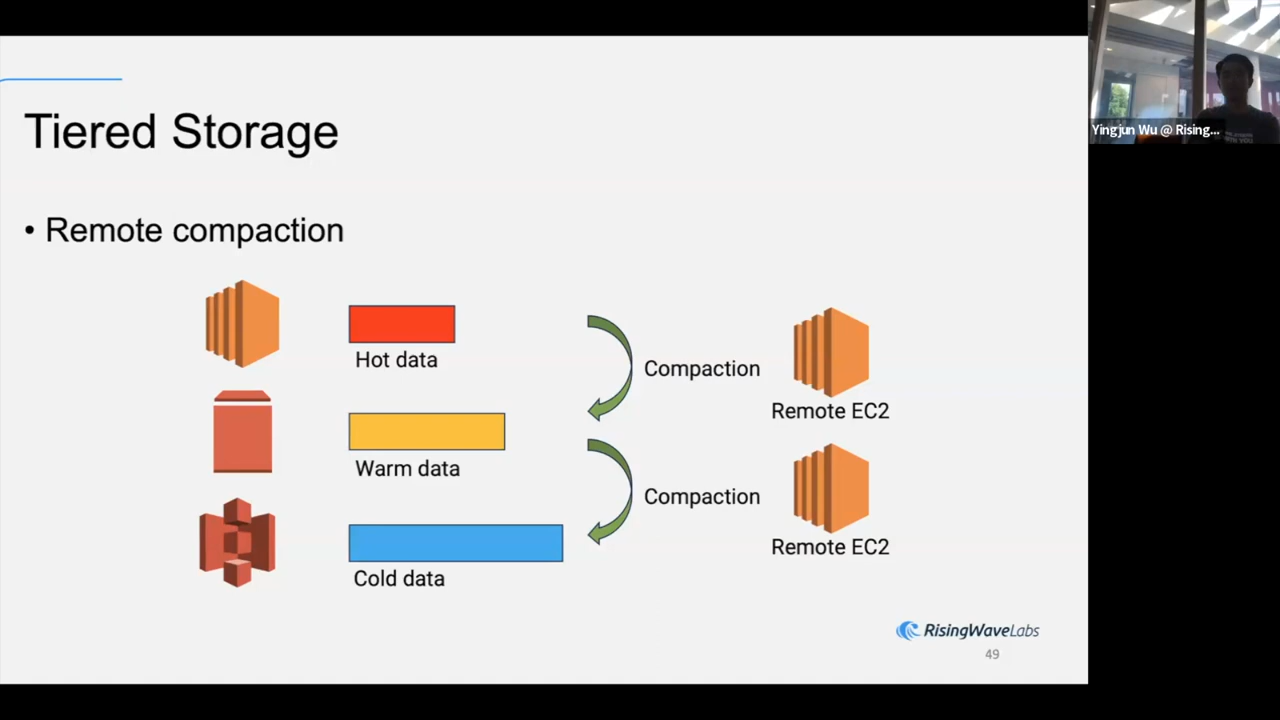 Tiered Storage
• Remote compaction
Hot data
Compaction
Remote EC2
Warm data
Compaction
Remote EC2
Cold data
RisingWaveLabs
49
Yingjun Wu @ Rising...